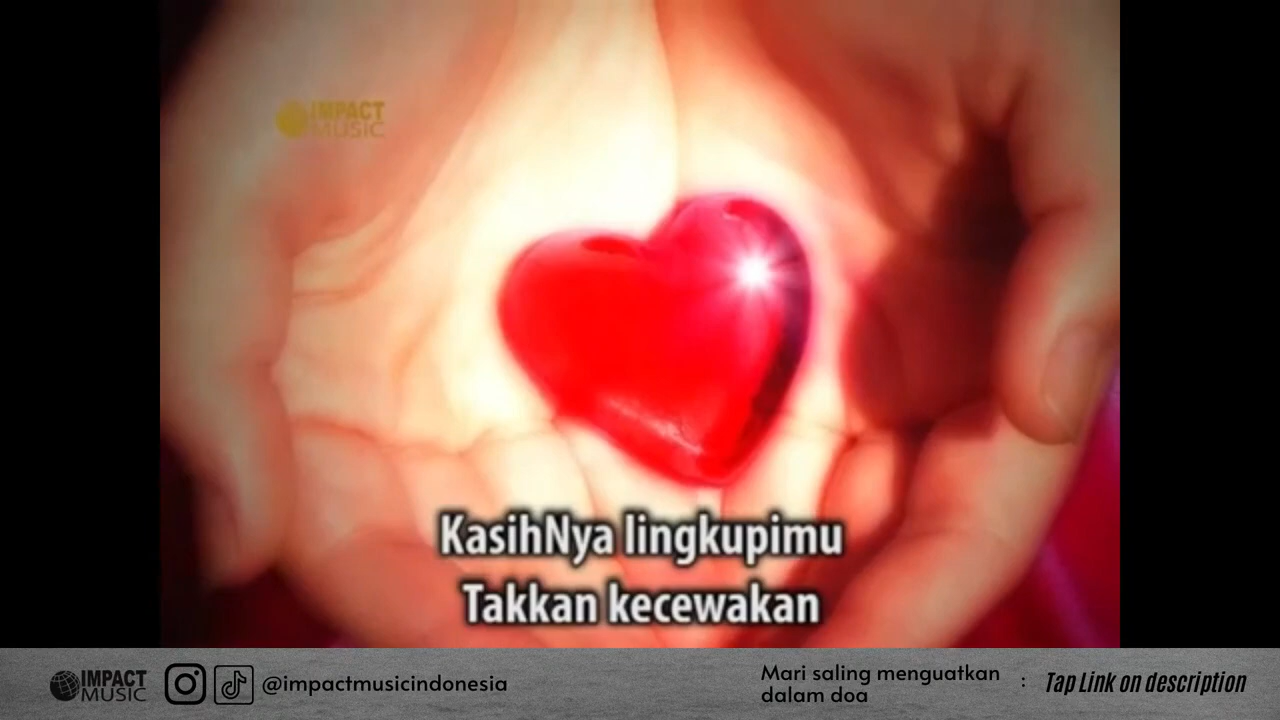 IMPACT
MUSIC
KasihNya lingkupimu
Takkan kecewakan
IMPACT
MUSIC
@impactmusicindonesia
Mari saling menguatkan
dalam doa
:
Tap Link on description